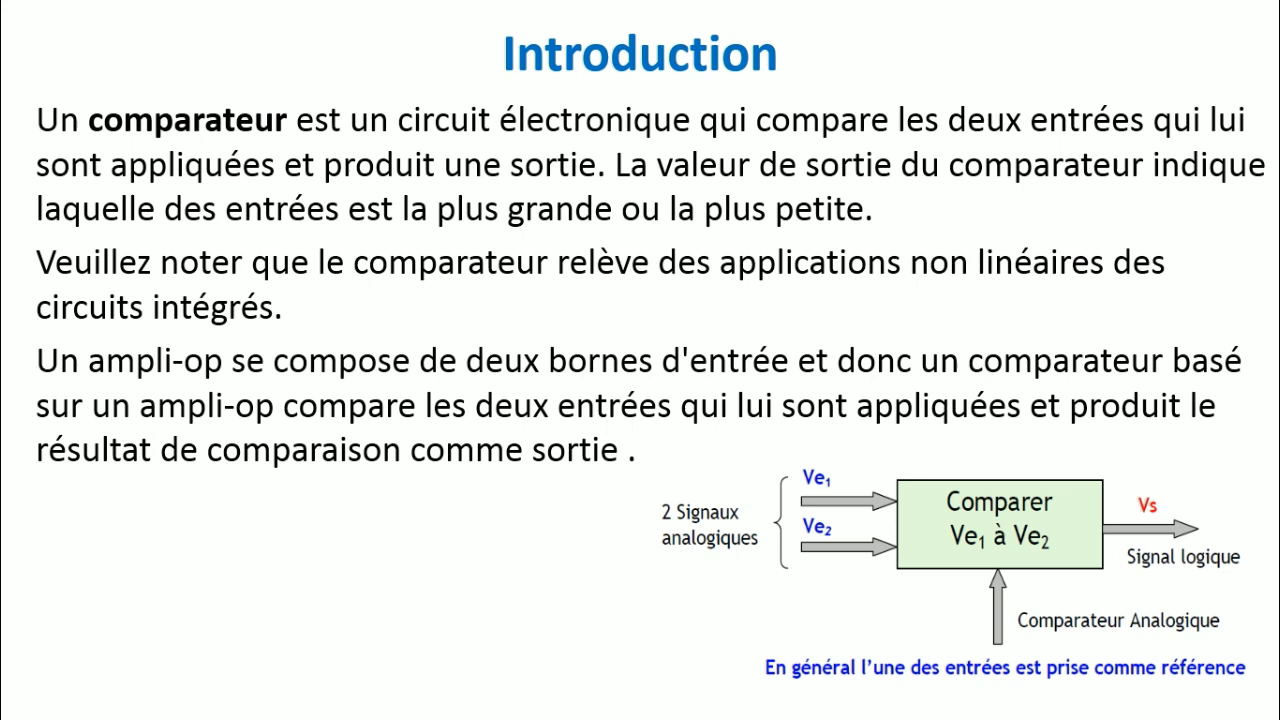 Introduction
Un comparateur est un circuit électronique qui compare les deux entrées qui lui
sont appliquées et produit une sortie. La valeur de sortie du comparateur indique
laquelle des entrées est la plus grande ou la plus petite.
Veuillez noter que le comparateur relève des applications non linéaires des
circuits intégrés.
Un ampli-op se compose de deux bornes d'entrée et donc un comparateur basé
sur un ampli-op compare les deux entrées qui lui sont appliquées et produit le
résultat de comparaison comme sortie .
2 Signaux
analogiques
Ve₁
Ve₂
Comparer
Ve₁ à Ve₂
Vs
Signal logique
Comparateur Analogique
En général l’une des entrées est prise comme référence